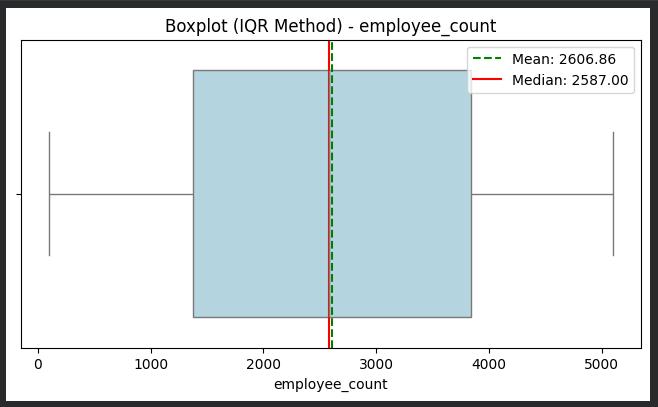 Boxplot (IQR Method) - employee_count
Mean: 2606.86
Median: 2587.00
0 1000 2000 3000 4000 5000
employee_count